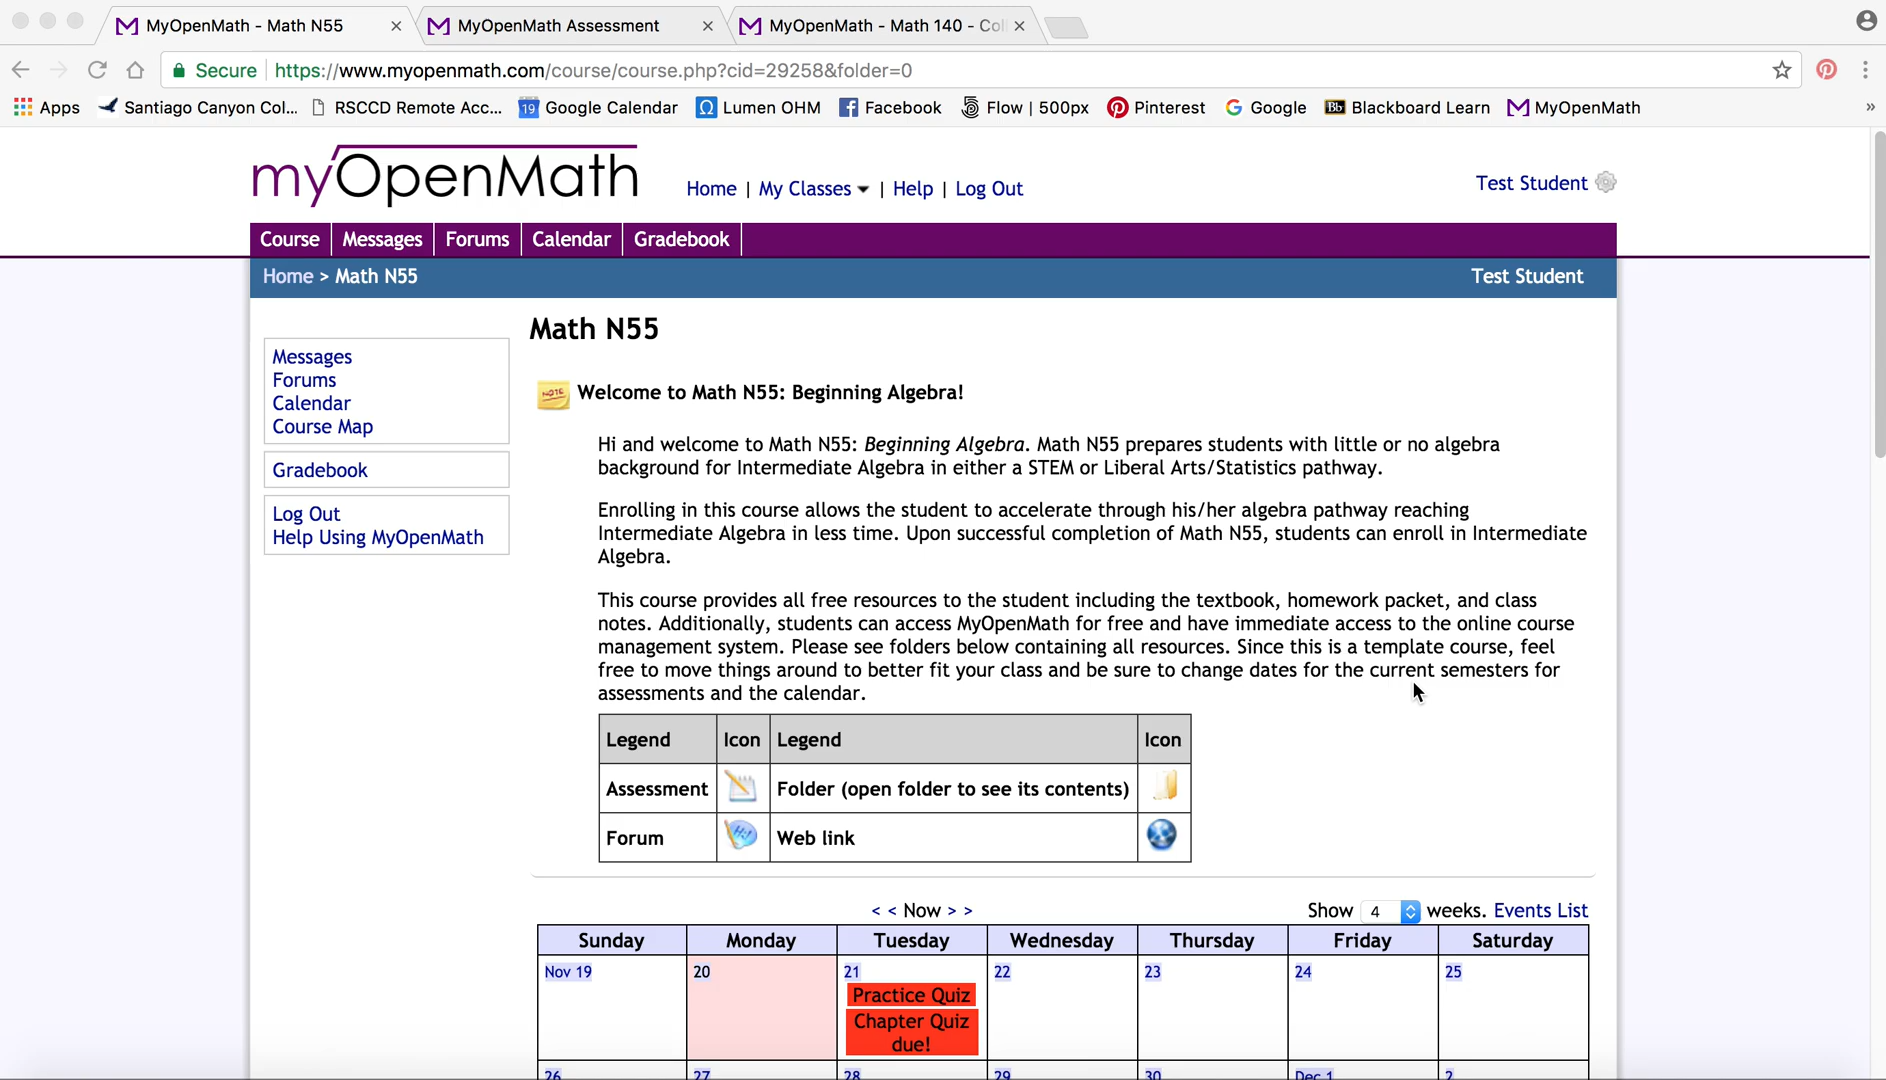 MyOpenMath - Math N55
MyOpenMath Assessment
MyOpenMath - Math 140 - Col
Secure
https://www.myopenmath.com/course/course.php?cid=29258&folder=0
Apps
Santiago Canyon Col...
RSCCD Remote Acc...
19
Google Calendar
Lumen OHM
Facebook
Flow | 500px
Pinterest
Google
Bb
Blackboard Learn
MyOpenMath
»
myOpenMath
Home | My Classes | Help | Log Out
Test Student
Course
Messages
Forums
Calendar
Gradebook
Home > Math N55
Test Student
Messages
Forums
Calendar
Course Map
Gradebook
Log Out
Help Using MyOpenMath
Math N55
NOTE
Welcome to Math N55: Beginning Algebra!
Hi and welcome to Math N55: Beginning Algebra. Math N55 prepares students with little or no algebra
background for Intermediate Algebra in either a STEM or Liberal Arts/Statistics pathway.
Enrolling in this course allows the student to accelerate through his/her algebra pathway reaching
Intermediate Algebra in less time. Upon successful completion of Math N55, students can enroll in Intermediate
Algebra.
This course provides all free resources to the student including the textbook, homework packet, and class
notes. Additionally, students can access MyOpenMath for free and have immediate access to the online course
management system. Please see folders below containing all resources. Since this is a template course, feel
free to move things around to better fit your class and be sure to change dates for the current semesters for
assessments and the calendar.
Legend Icon Legend Icon
Assessment Folder (open folder to see its contents)
Forum Web link
< < Now > >
Show 4 weeks. Events List
Sunday Monday Tuesday Wednesday Thursday Friday Saturday
Nov 19 20 21 22 23 24 25
Practice Quiz
Chapter Quiz
due!
26 27 28 29 30 Dec 1 2